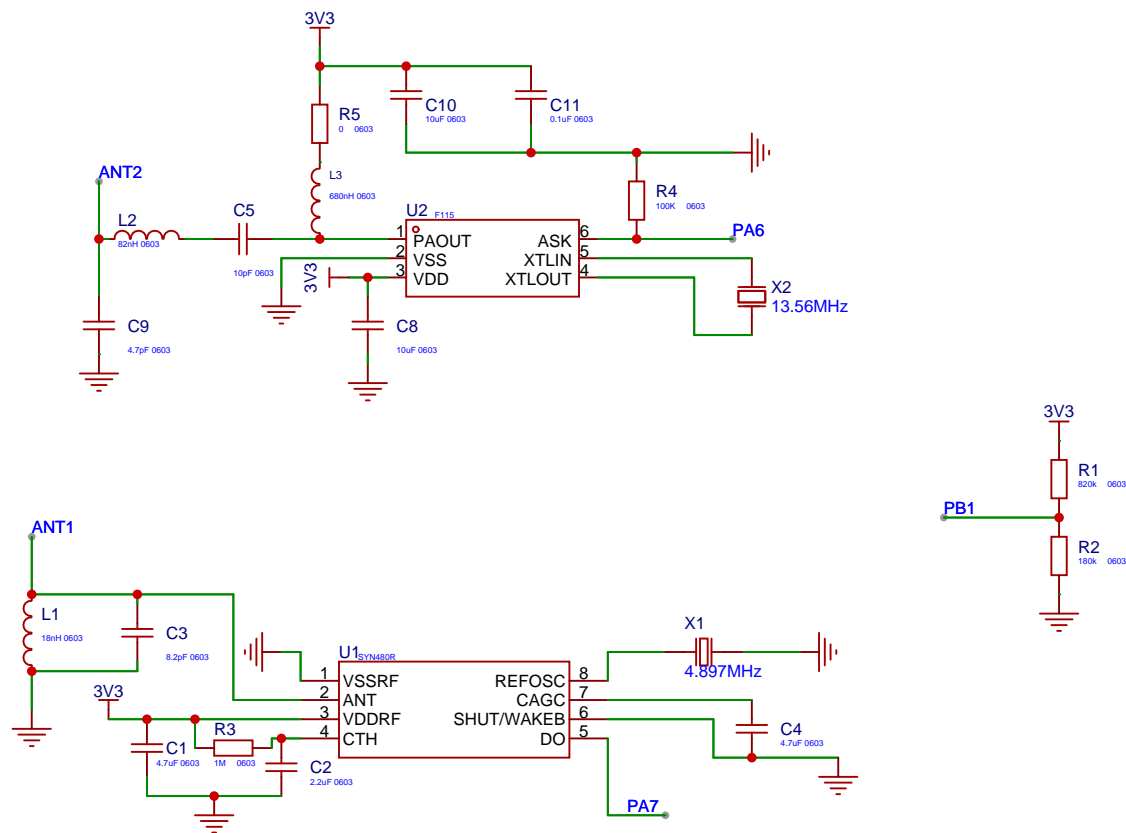 3V3
R5
0 0603
C10
10uF 0603
C11
0.1uF 0603
ANT2
L3
680nH 0603
R4
100K 0603
L2
82nH 0603
C5
10pF 0603
U2 F115
1 PAOUT
2 VSS
3 VDD
ASK 6
XTLIN 5
XTLOUT 4
PA6
3V3
X2
13.56MHz
C9
4.7pF 0603
C8
10uF 0603
3V3
R1
820k 0603
PB1
R2
180k 0603
ANT1
L1
18nH 0603
C3
8.2pF 0603
U1 SYN480R
1 VSSRF
2 ANT
3 VDDRF
4 CTH
REFOSC 8
CAGC 7
SHUT/WAKEB 6
DO 5
X1
4.897MHz
3V3
R3
1M 0603
C1
4.7uF 0603
C2
2.2uF 0603
C4
4.7uF 0603
PA7